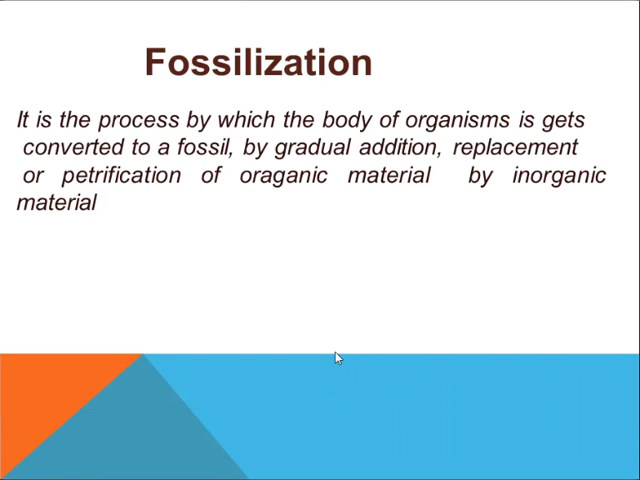 Fossilization
It is the process by which the body of organisms is gets
converted to a fossil, by gradual addition, replacement
or petrification of oraganic material by inorganic
material